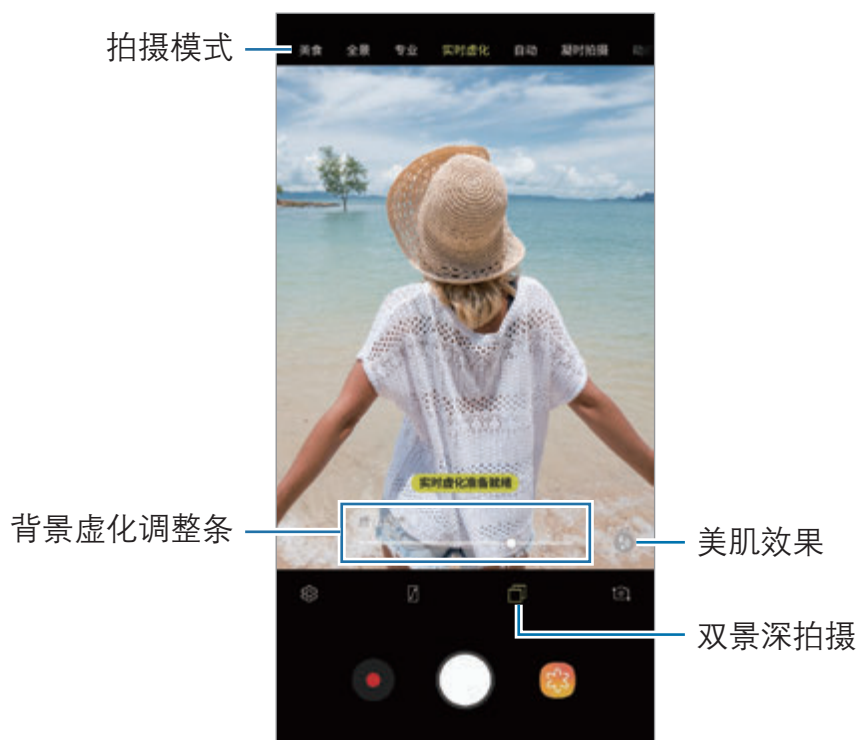 拍摄模式
美食 全景 专业 实时虚化 自动 凝时拍摄
实时虚化准备就绪
背景虚化调整条
美肌效果
双景深拍摄